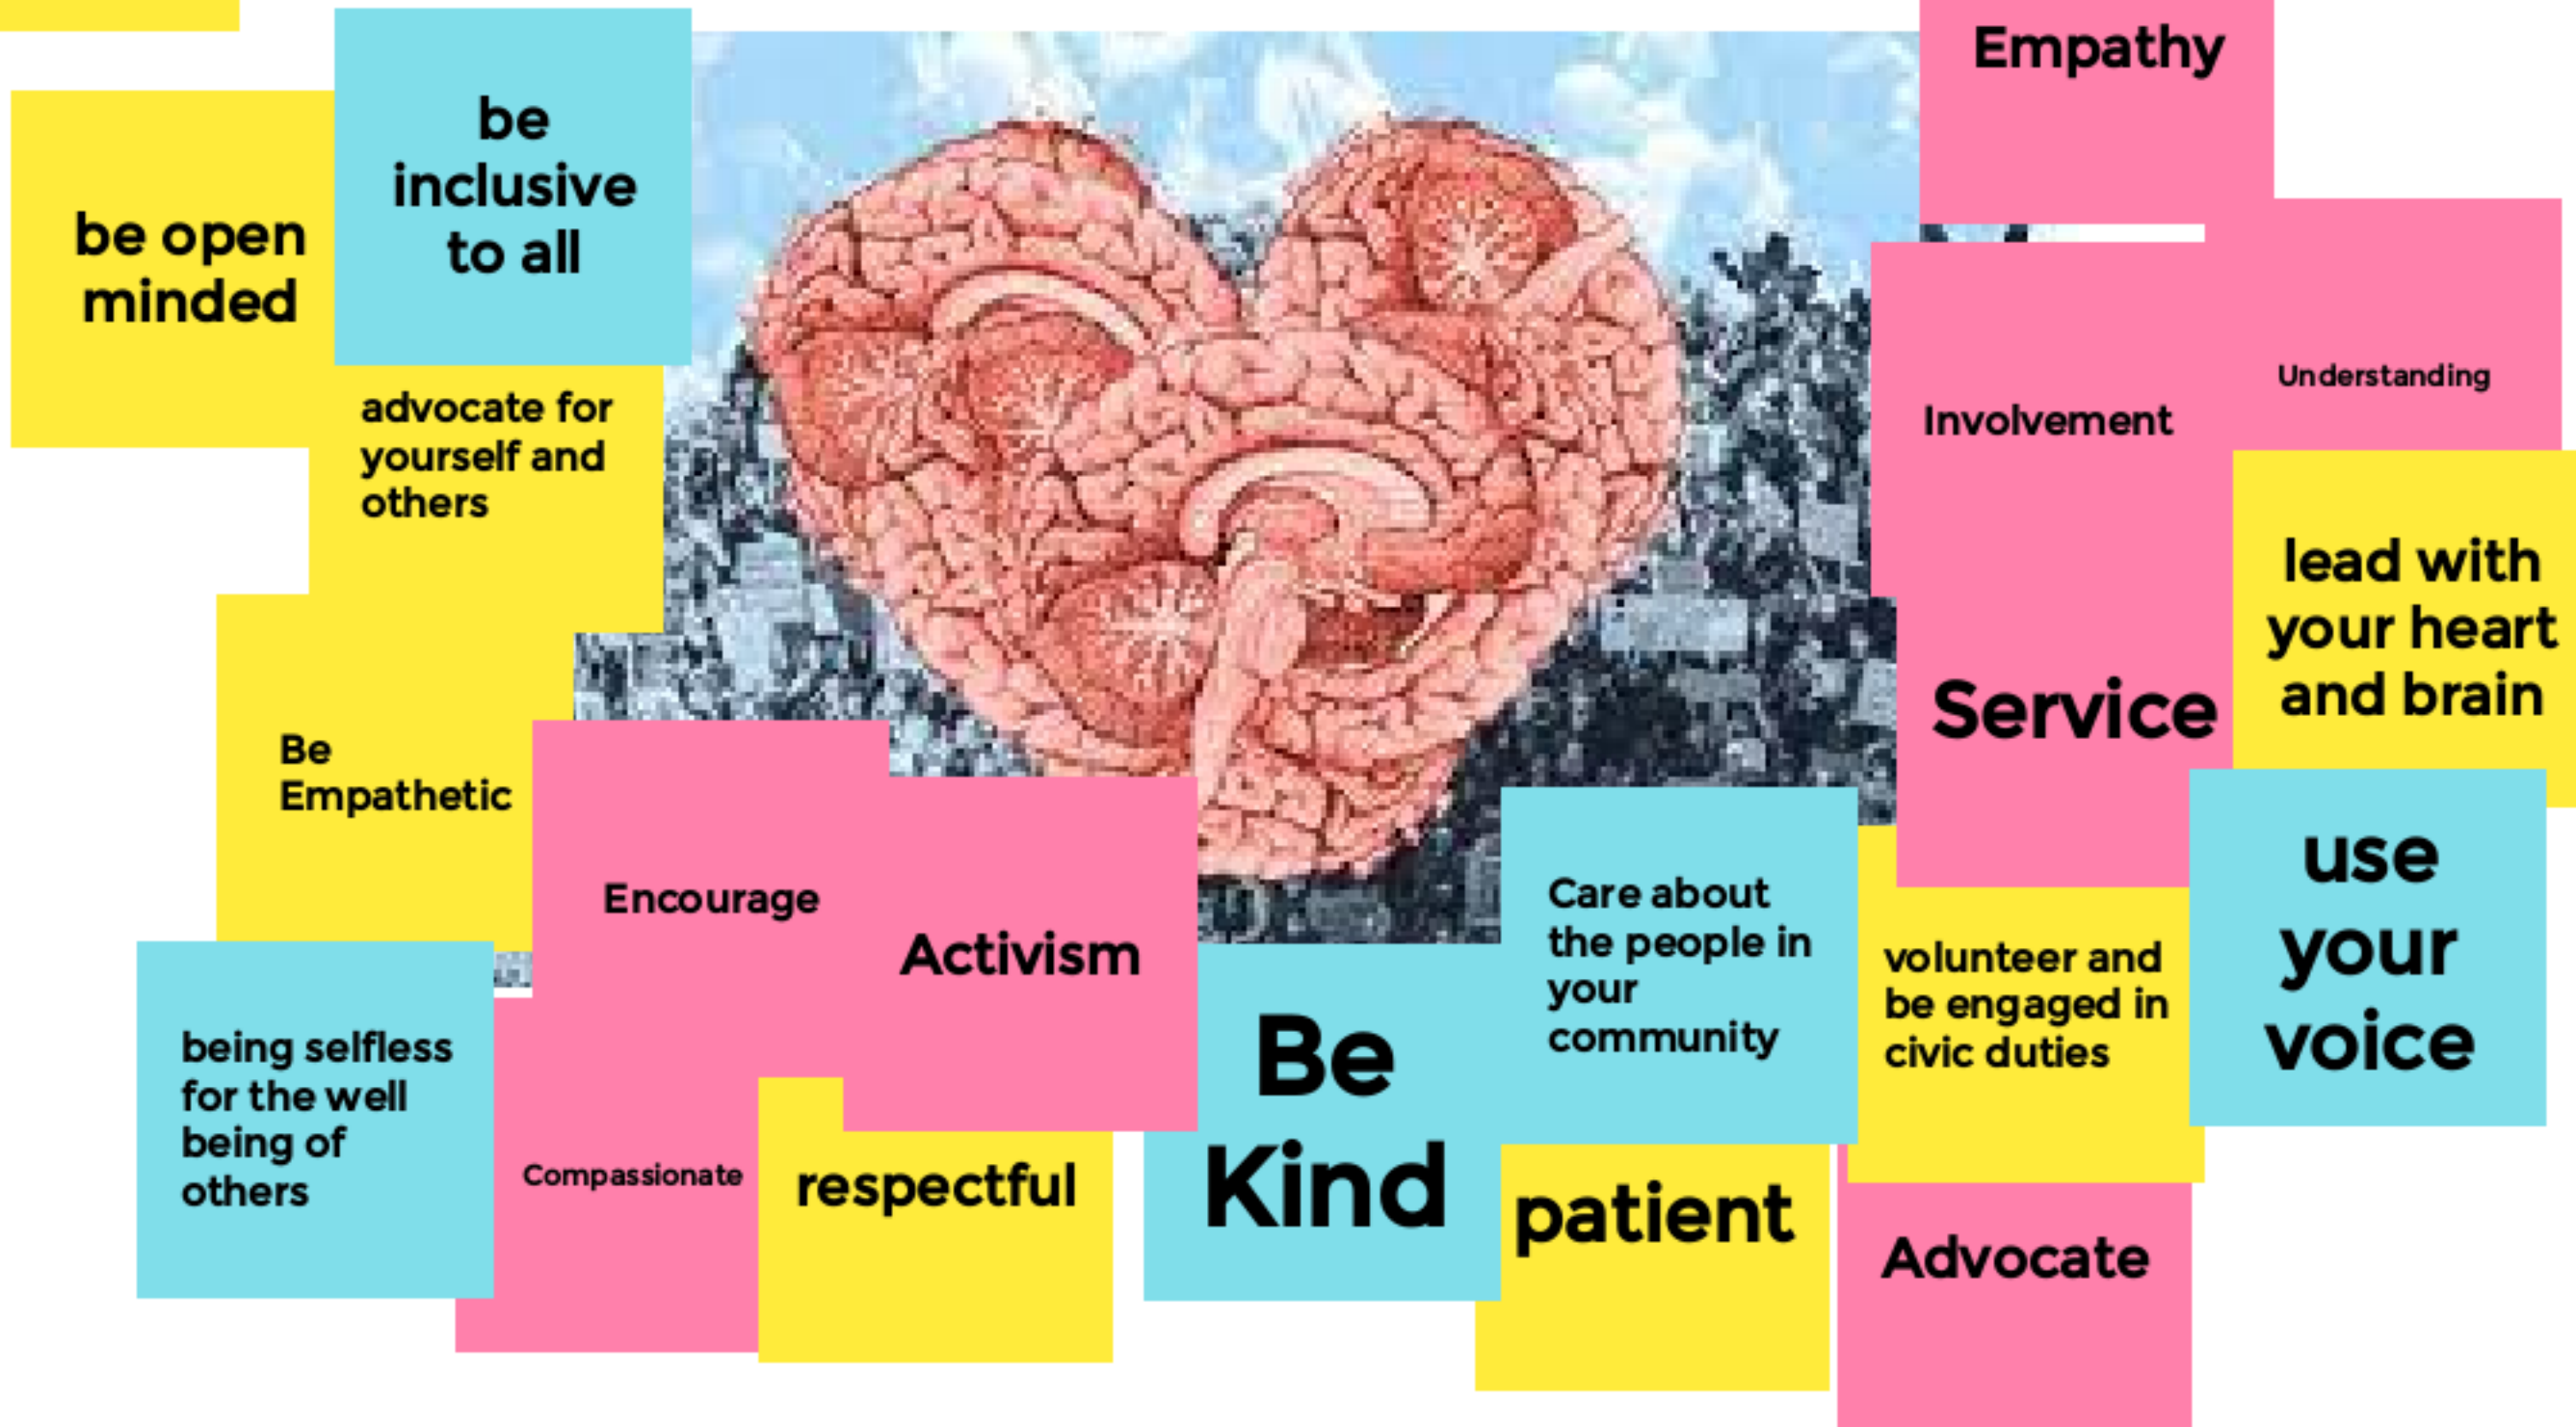 be open
minded
be
inclusive
to all
advocate for
yourself and
others
Be
Empathetic
being selfless
for the well
being of
others
Encourage
Compassionate
Activism
respectful
Be
Kind
Care about
the people in
your
community
patient
Empathy
Understanding
Involvement
Service
lead with
your heart
and brain
use
your
voice
volunteer and
be engaged in
civic duties
Advocate